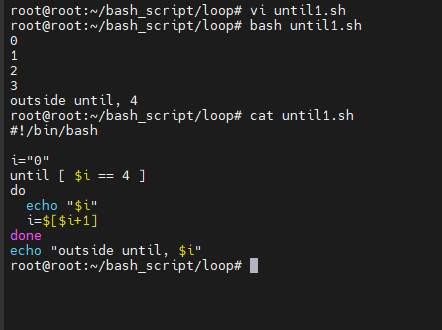 root@root:~/bash_script/loop# vi until1.sh
root@root:~/bash_script/loop# bash until1.sh
0
1
2
3
outside until, 4
root@root:~/bash_script/loop# cat until1.sh
#!/bin/bash

i="0"
until [ $i == 4 ]
do
  echo "$i"
  i=$[$i+1]
done
echo "outside until, $i"
root@root:~/bash_script/loop#